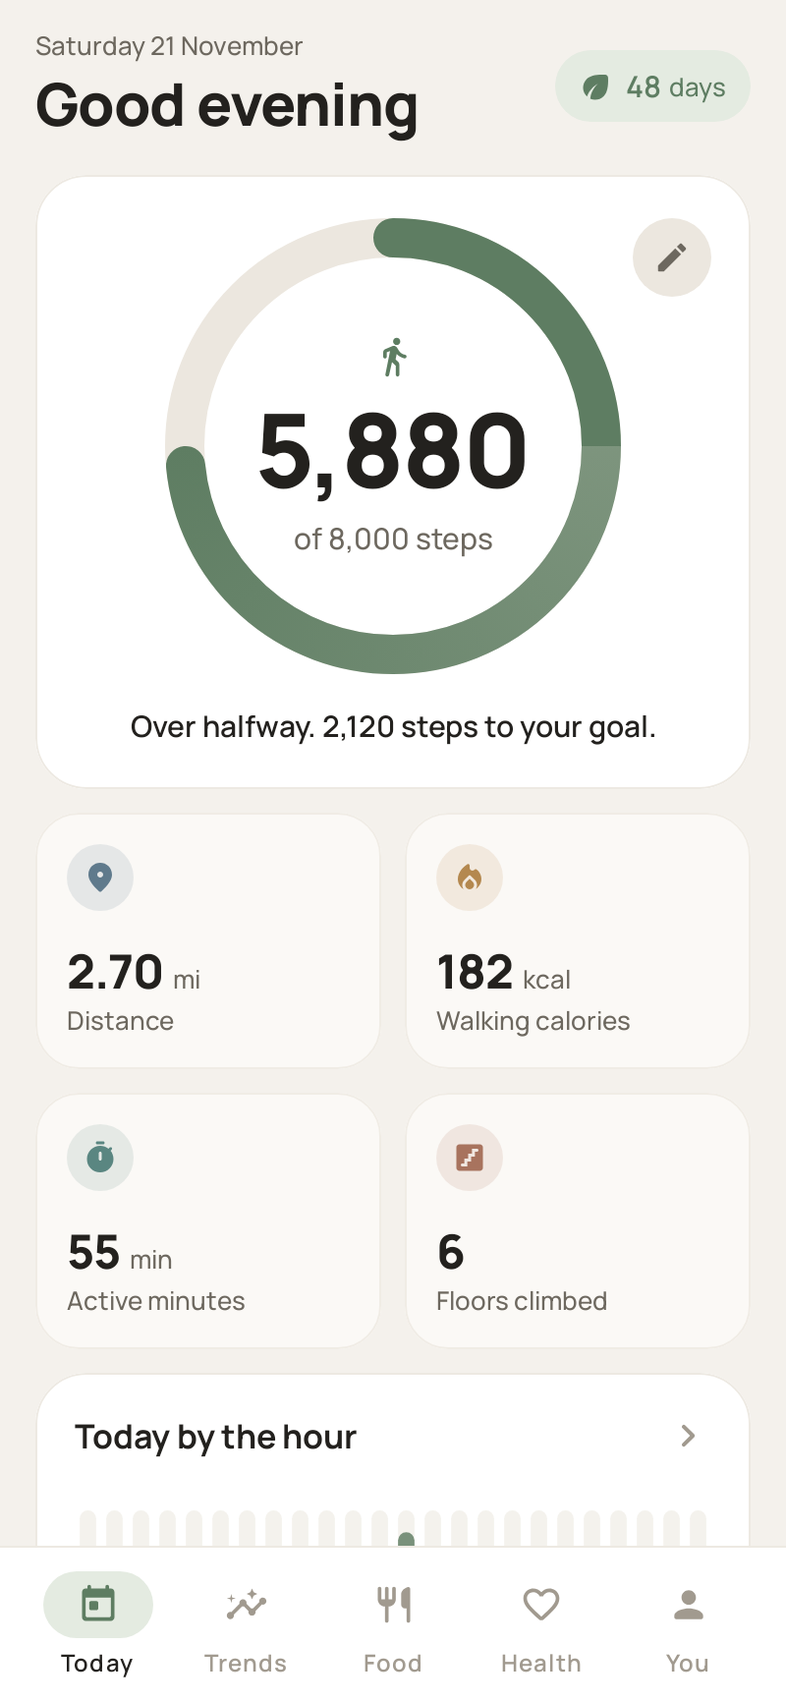 Saturday 21 November
Good evening
48 days
5,880
of 8,000 steps
Over halfway. 2,120 steps to your goal.
2.70 mi
Distance
182 kcal
Walking calories
55 min
Active minutes
6
Floors climbed
Today by the hour
Today
Trends
Food
Health
You